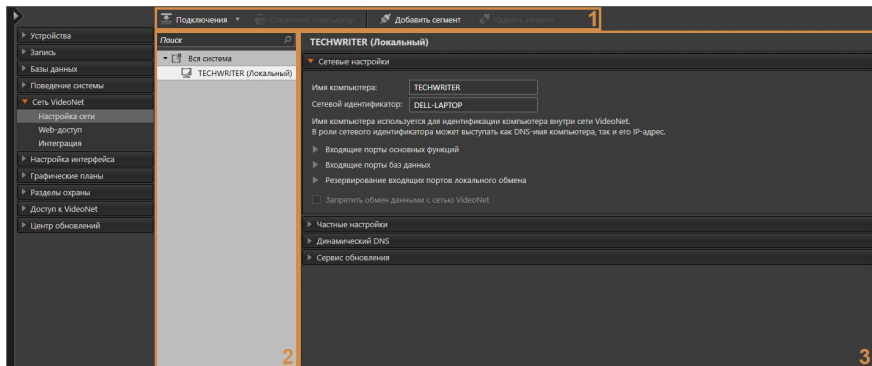 Подключения
Отключить компьютер
Добавить сегмент
Удалить сегмент
1
Устройства
Запись
Базы данных
Поведение системы
Сеть VideoNet
Настройка сети
Web-доступ
Интеграция
Настройка интерфейса
Графические планы
Разделы охраны
Доступ к VideoNet
Центр обновлений
Поиск
Вся система
TECHWRITER (Локальный)
2
TECHWRITER (Локальный)
Сетевые настройки
Имя компьютера: TECHWRITER
Сетевой идентификатор: DELL-LAPTOP
Имя компьютера используется для идентификации компьютера внутри сети VideoNet.
В роли сетевого идентификатора может выступать как DNS-имя компьютера, так и его IP-адрес.
Входящие порты основных функций
Входящие порты баз данных
Резервирование входящих портов локального обмена
Запретить обмен данными с сетью VideoNet
Частные настройки
Динамический DNS
Сервис обновления
3